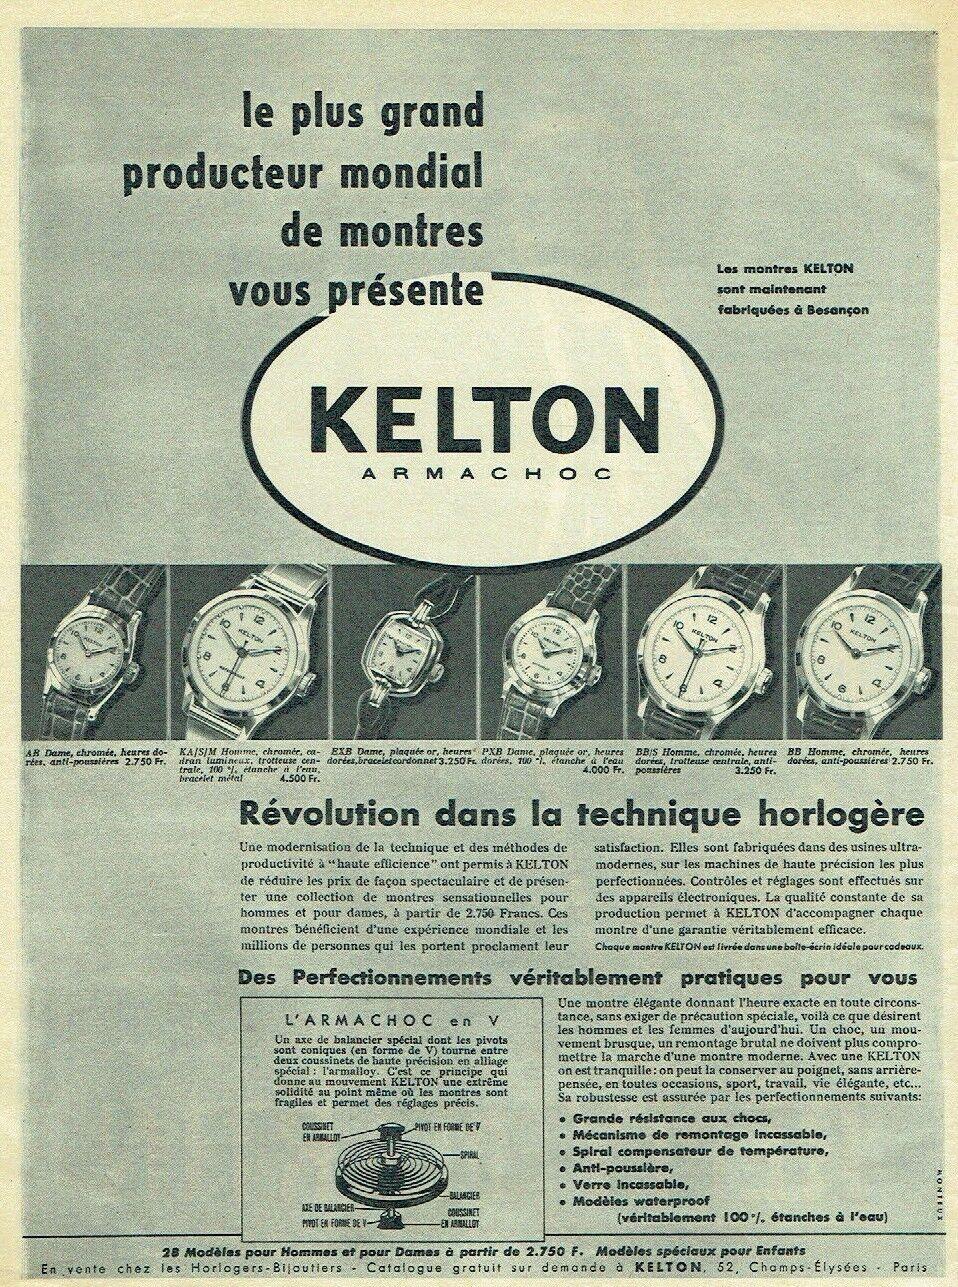 le plus grand
producteur mondial
de montres
vous présente
Les montres KELTON
sont maintenant
fabriquées à Besançon
KELTON
ARMACHOC
KELTON
KELTON
KELTON
KELTON
AB Dame, chromée, heures do-
rées, anti-poussières 2.750 Fr.
KA/S/M Homme, chromée, ca-
dran lumineux, trotteuse cen-
trale, 100 %, étanche à l'eau,
bracelet métal 4.500 Fr.
EXB Dame, plaquée or, heures
dorées, bracelet cordonnet 3.250 Fr.
PXB Dame, plaquée or, heures
dorées, 100 %, étanche à l'eau
4.000 Fr.
BB/S Homme, chromée, heures
dorées, trotteuse centrale, anti-
poussières 3.250 Fr.
BB Homme, chromée, heures
dorées, anti-poussières 2.750 Fr.
Révolution dans la technique horlogère
Une modernisation de la technique et des méthodes de
productivité à "haute efficience" ont permis à KELTON
de réduire les prix de façon spectaculaire et de présen-
ter une collection de montres sensationnelles pour
hommes et pour dames, à partir de 2.750 Francs. Ces
montres bénéficient d'une expérience mondiale et les
millions de personnes qui les portent proclament leur
satisfaction. Elles sont fabriquées dans des usines ultra-
modernes, sur les machines de haute précision les plus
perfectionnées. Contrôles et réglages sont effectués sur
des appareils électroniques. La qualité constante de sa
production permet à KELTON d'accompagner chaque
montre d'une garantie véritablement efficace.
Chaque montre KELTON est livrée dans une boîte-écrin idéale pour cadeaux.
Des Perfectionnements véritablement pratiques pour vous
L'ARMACHOC en V
Un axe de balancier spécial dont les pivots
sont coniques (en forme de V) tourne entre
deux coussinets de haute précision en alliage
spécial : l'armalloy. C'est ce principe qui
donne au mouvement KELTON une extrême
solidité au point même où les montres sont
fragiles et permet des réglages précis.
COUSSINET
EN ARMALLOY
PIVOT EN FORME DE V
SPIRAL
BALANCIER
AXE DE BALANCIER
COUSSINET
EN ARMALLOY
PIVOT EN FORME DE V
Une montre élégante donnant l'heure exacte en toute circons-
tance, sans exiger de précaution spéciale, voilà ce que désirent
les hommes et les femmes d'aujourd'hui. Un choc, un mou-
vement brusque, un remontage brutal ne doivent plus compro-
mettre la marche d'une montre moderne. Avec une KELTON
on est tranquille : on peut la conserver au poignet, sans arrière-
pensée, en toutes occasions, sport, travail, vie élégante, etc...
Sa robustesse est assurée par les perfectionnements suivants:
• Grande résistance aux chocs,
• Mécanisme de remontage incassable,
• Spiral compensateur de température,
• Anti-poussière,
• Verre incassable,
• Modèles waterproof
(véritablement 100 % étanches à l'eau)
28 Modèles pour Hommes et pour Dames à partir de 2.750 F. Modèles spéciaux pour Enfants
En vente chez les Horlogers-Bijoutiers - Catalogue gratuit sur demande à KELTON, 52, Champs-Élysées - Paris